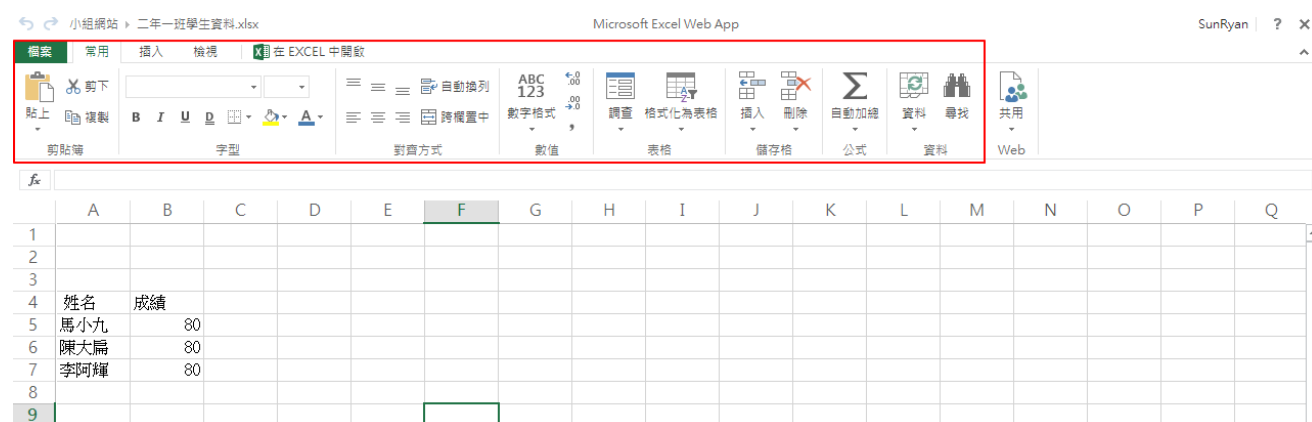 小組網站 ▸ 二年一班學生資料.xlsx Microsoft Excel Web App SunRyan ? ×
檔案 常用 插入 檢視 在 EXCEL 中開啟
剪下 自動換列 ABC 123 .0 .00
貼上 複製 B I U D A 跨欄置中 數字格式 .00 .0 , 調查 格式化為表格 插入 刪除 Σ 自動加總 資料 尋找 共用
剪貼簿 字型 對齊方式 數值 表格 儲存格 公式 資料 Web
fx
A B C D E F G H I J K L M N O P Q
1
2
3
4 姓名 成績
5 馬小九 80
6 陳大扁 80
7 李阿輝 80
8
9